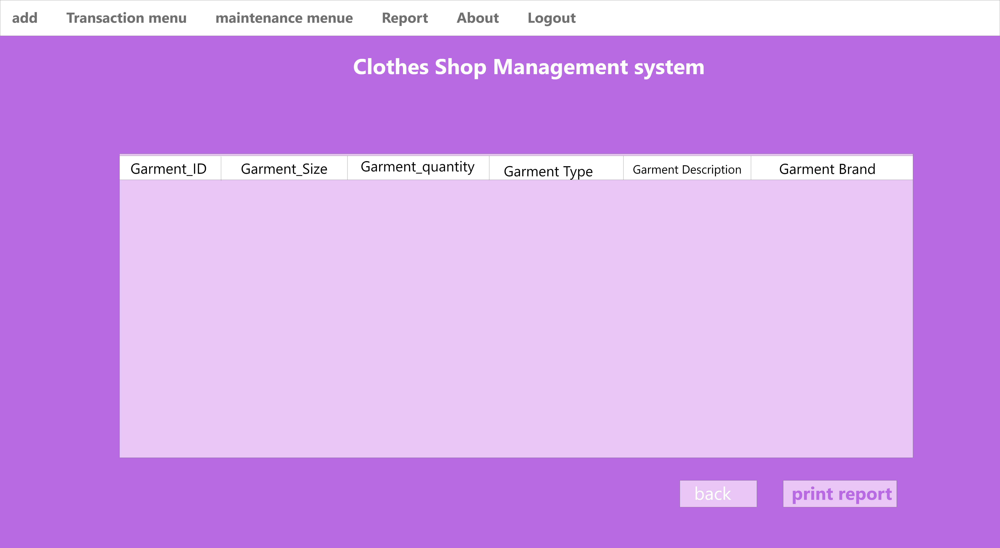 add Transaction menu maintenance menue Report About Logout
Clothes Shop Management system
Garment_ID Garment_Size Garment_quantity Garment Type Garment Description Garment Brand
back print report